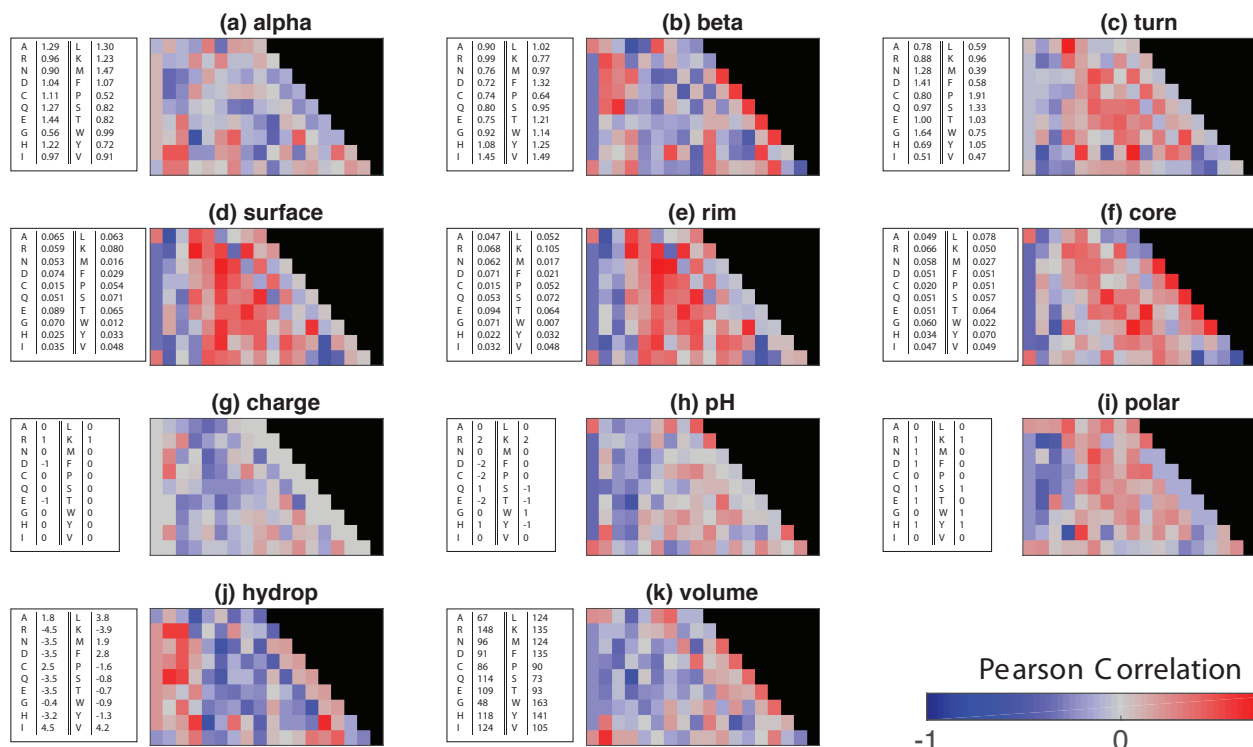 (a) alpha
A 1.29 L 1.30
R 0.96 K 1.23
N 0.90 M 1.47
D 1.04 F 1.07
C 1.11 P 0.52
Q 1.27 S 0.82
E 1.44 T 0.82
G 0.56 W 0.99
H 1.22 Y 0.72
I 0.97 V 0.91
(b) beta
A 0.90 L 1.02
R 0.99 K 0.77
N 0.76 M 0.97
D 0.72 F 1.32
C 0.74 P 0.64
Q 0.80 S 0.95
E 0.75 T 1.21
G 0.92 W 1.14
H 1.08 Y 1.25
I 1.45 V 1.49
(c) turn
A 0.78 L 0.59
R 0.88 K 0.96
N 1.28 M 0.39
D 1.41 F 0.58
C 0.80 P 1.91
Q 0.97 S 1.33
E 1.00 T 1.03
G 1.64 W 0.75
H 0.69 Y 1.05
I 0.51 V 0.47
(d) surface
A 0.065 L 0.063
R 0.059 K 0.080
N 0.053 M 0.016
D 0.074 F 0.029
C 0.015 P 0.054
Q 0.051 S 0.071
E 0.089 T 0.065
G 0.070 W 0.012
H 0.025 Y 0.033
I 0.035 V 0.048
(e) rim
A 0.047 L 0.052
R 0.068 K 0.105
N 0.062 M 0.017
D 0.071 F 0.021
C 0.015 P 0.052
Q 0.053 S 0.072
E 0.094 T 0.064
G 0.071 W 0.007
H 0.022 Y 0.032
I 0.032 V 0.048
(f) core
A 0.049 L 0.078
R 0.066 K 0.050
N 0.058 M 0.027
D 0.051 F 0.051
C 0.020 P 0.051
Q 0.051 S 0.057
E 0.051 T 0.064
G 0.060 W 0.022
H 0.034 Y 0.070
I 0.047 V 0.049
(g) charge
A 0 L 0
R 1 K 1
N 0 M 0
D -1 F 0
C 0 P 0
Q 0 S 0
E -1 T 0
G 0 W 0
H 0 Y 0
I 0 V 0
(h) pH
A 0 L 0
R 2 K 2
N 0 M 0
D -2 F 0
C -2 P 0
Q 1 S -1
E -2 T -1
G 0 W 1
H 1 Y -1
I 0 V 0
(i) polar
A 0 L 0
R 1 K 1
N 1 M 0
D 1 F 0
C 0 P 0
Q 1 S 1
E 1 T 0
G 0 W 1
H 1 Y 1
I 0 V 0
(j) hydrop
A 1.8 L 3.8
R -4.5 K -3.9
N -3.5 M 1.9
D -3.5 F 2.8
C 2.5 P -1.6
Q -3.5 S -0.8
E -3.5 T -0.7
G -0.4 W -0.9
H -3.2 Y -1.3
I 4.5 V 4.2
(k) volume
A 67 L 124
R 148 K 135
N 96 M 124
D 91 F 135
C 86 P 90
Q 114 S 73
E 109 T 93
G 48 W 163
H 118 Y 141
I 124 V 105
Pearson Correlation
-1 0